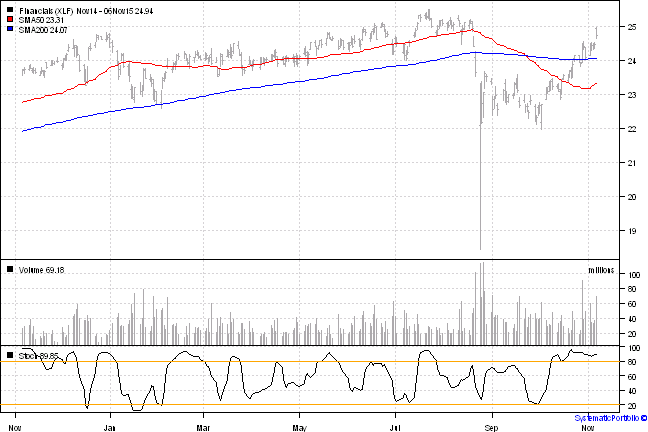 Financials (XLF) Nov14 - 06Nov15 24.94
SMA50 23.31
SMA200 24.07
25
24
23
22
21
20
19
Volume 69.18
millions
100
80
60
40
20
Stoch 89.85
100
80
60
40
20
SystematicPortfolio ©
Nov Jan Mar May Jul Sep Nov